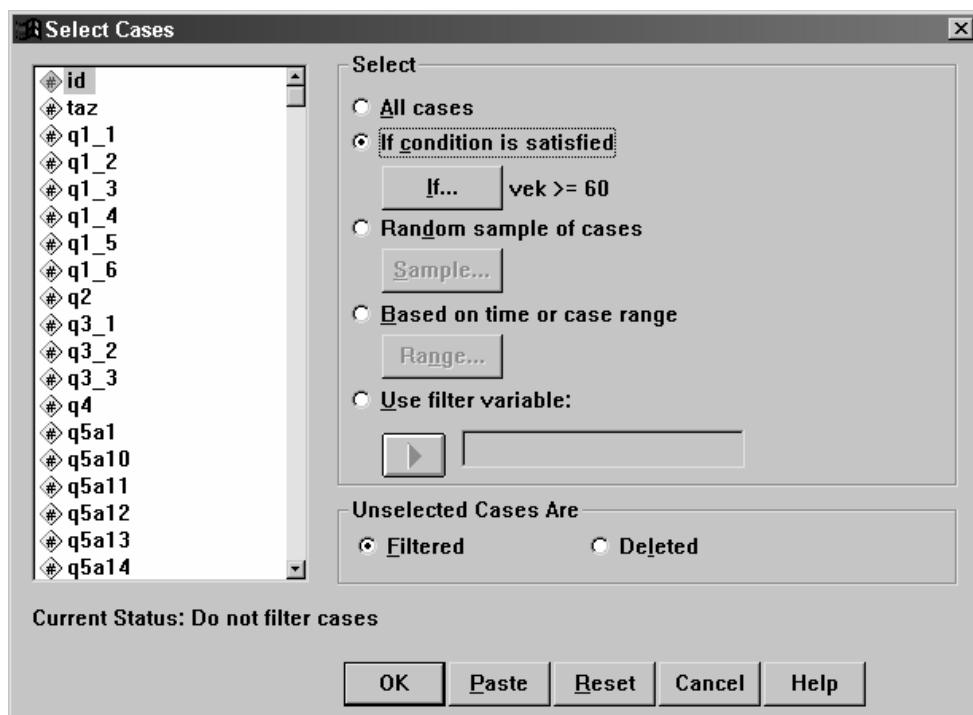 Select Cases
id
taz
q1_1
q1_2
q1_3
q1_4
q1_5
q1_6
q2
q3_1
q3_2
q3_3
q4
q5a1
q5a10
q5a11
q5a12
q5a13
q5a14
Select
All cases
If condition is satisfied
If... vek >= 60
Random sample of cases
Sample...
Based on time or case range
Range...
Use filter variable:
Unselected Cases Are
Filtered Deleted
Current Status: Do not filter cases
OK Paste Reset Cancel Help